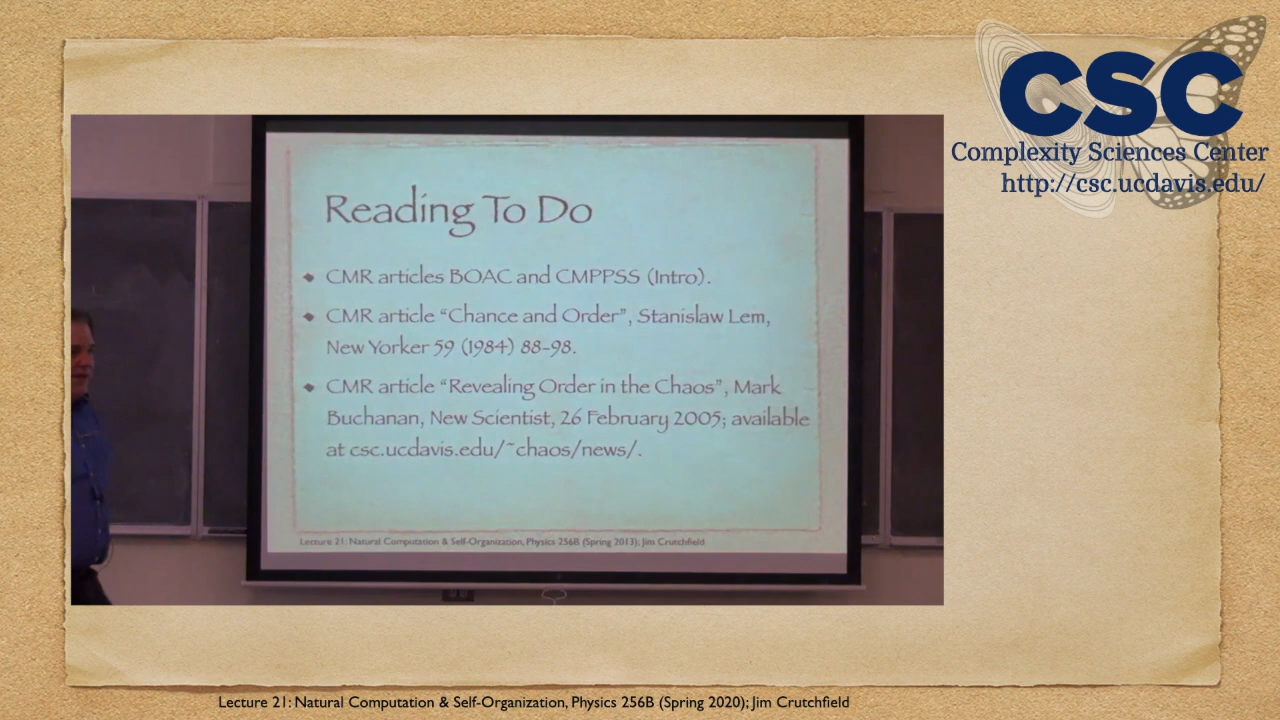 CSC
Complexity Sciences Center
http://csc.ucdavis.edu/
Reading To Do
CMR articles BOAC and CMPPSS (Intro).
CMR article “Chance and Order”, Stanislaw Lem,
New Yorker 59 (1984) 88-98.
CMR article “Revealing Order in the Chaos”, Mark
Buchanan, New Scientist, 26 February 2005; available
at csc.ucdavis.edu/~chaos/news/.
Lecture 21: Natural Computation & Self-Organization, Physics 256B (Spring 2013); Jim Crutchfield
Lecture 21: Natural Computation & Self-Organization, Physics 256B (Spring 2020); Jim Crutchfield